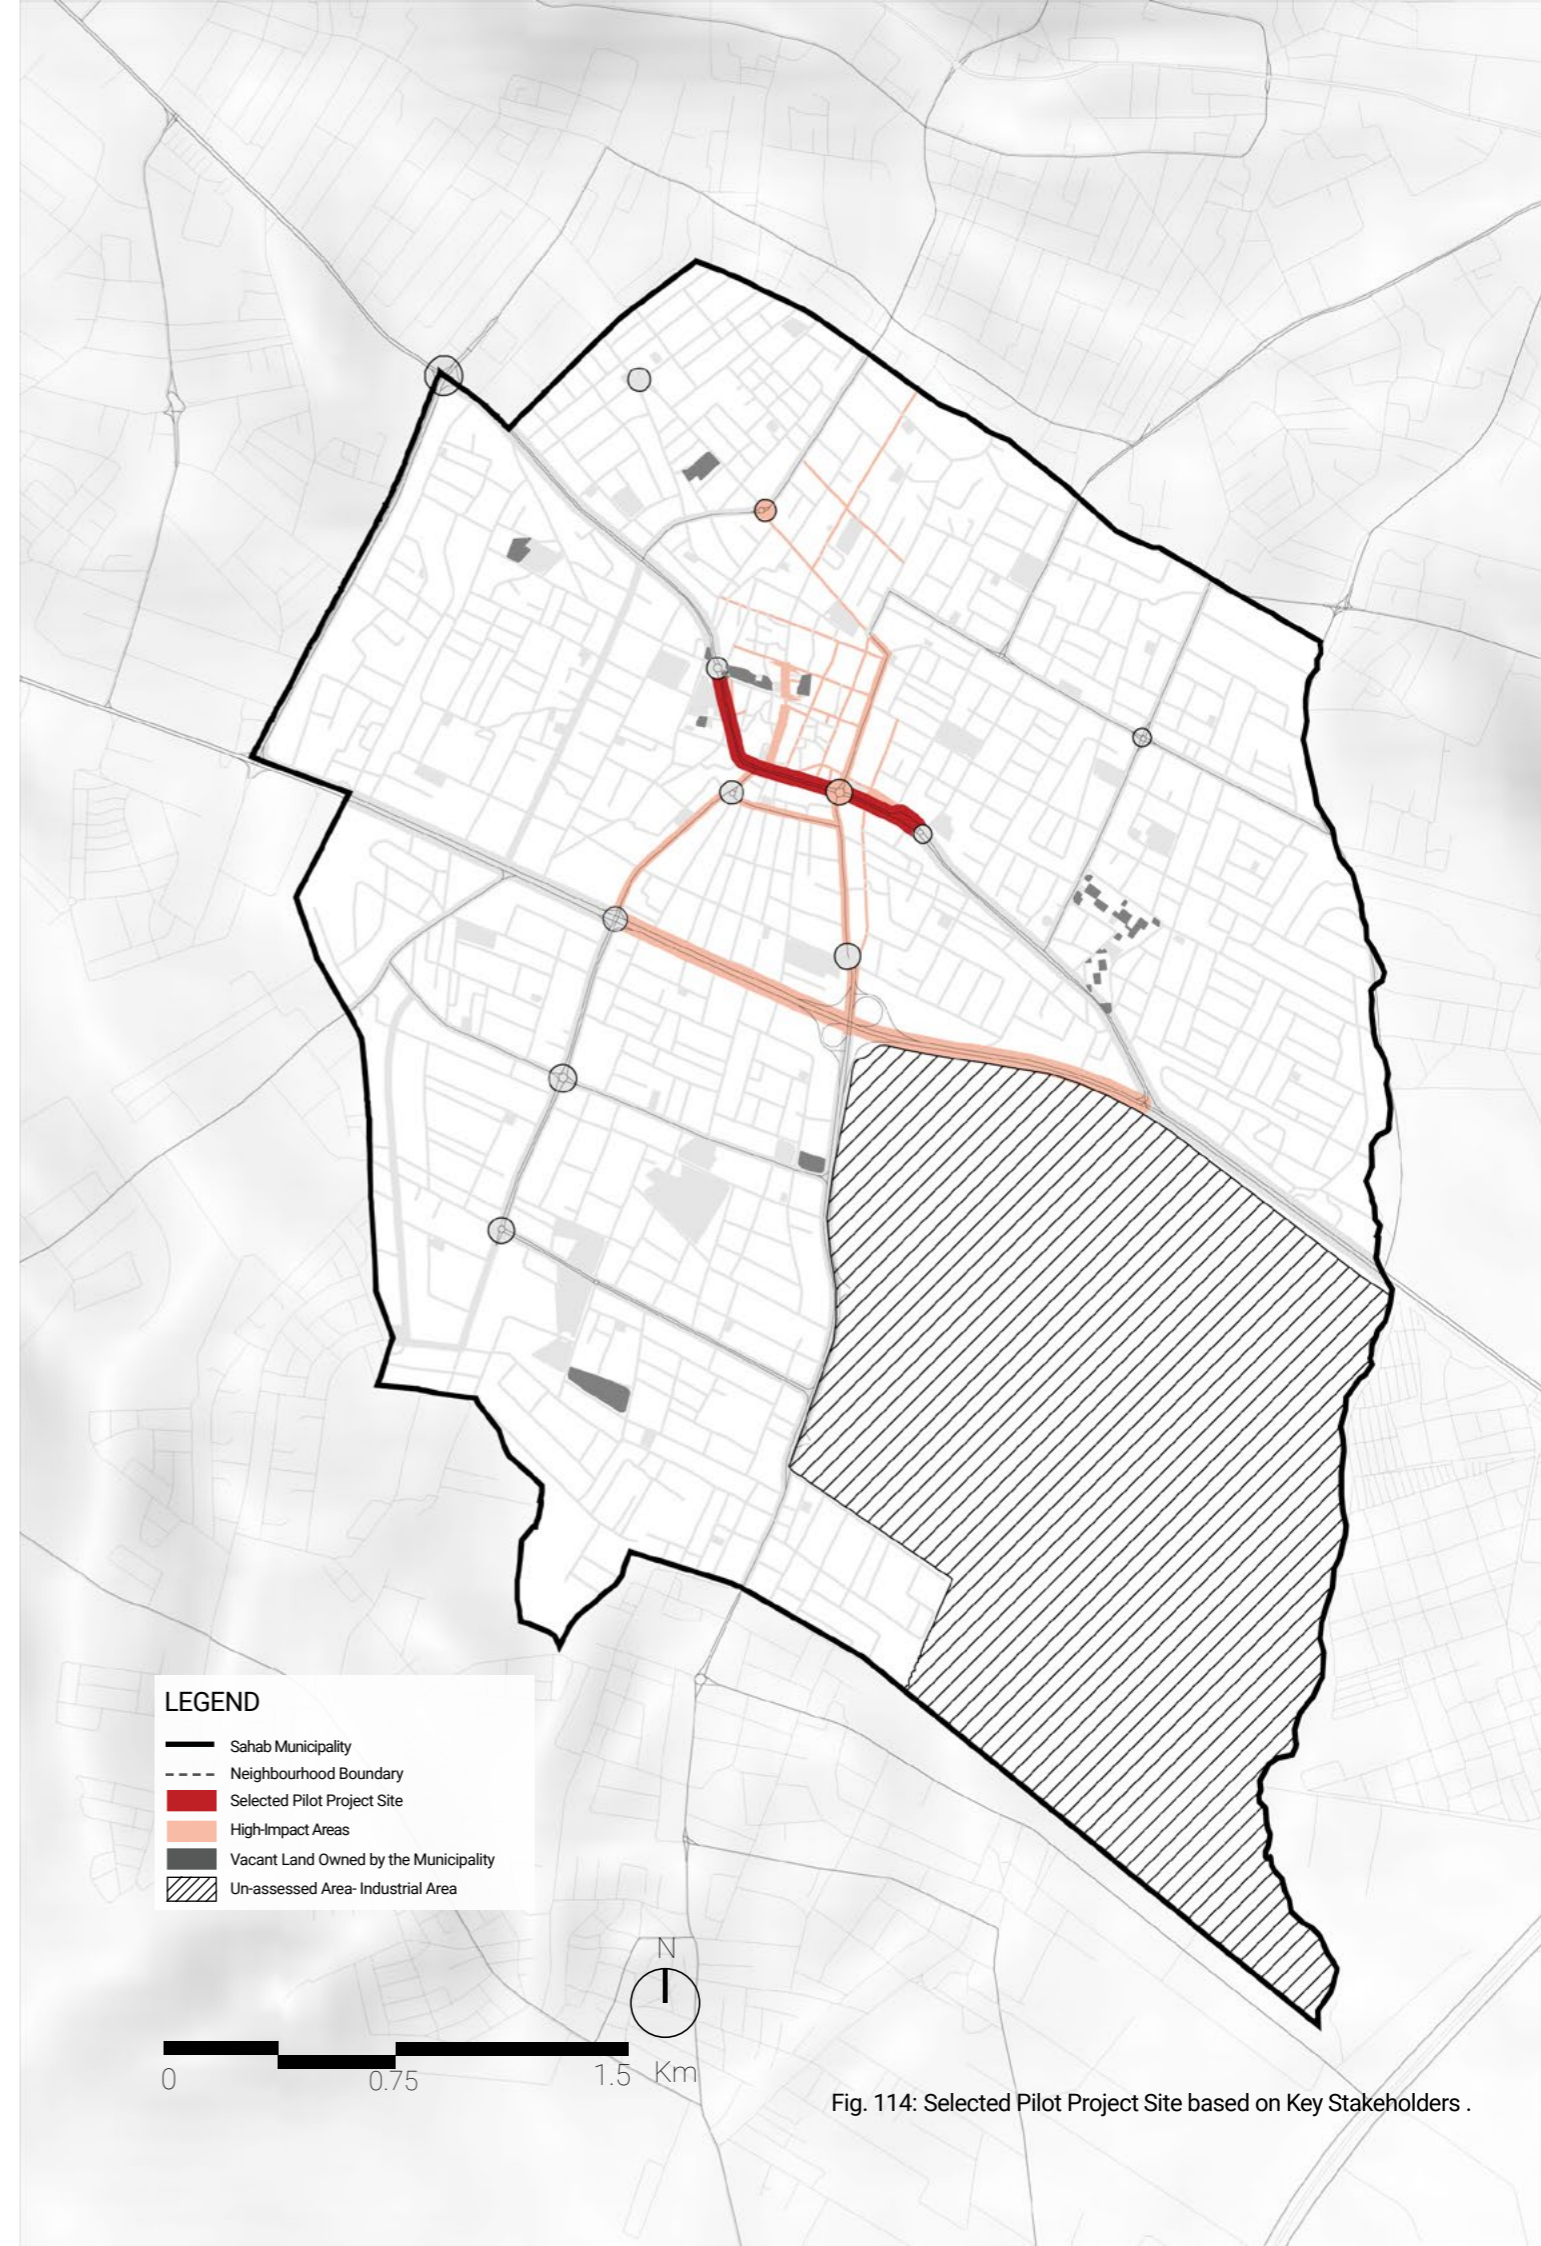 LEGEND
Sahab Municipality
Neighbourhood Boundary
Selected Pilot Project Site
High-Impact Areas
Vacant Land Owned by the Municipality
Un-assessed Area- Industrial Area
N
0 0.75 1.5 Km
Fig. 114: Selected Pilot Project Site based on Key Stakeholders .